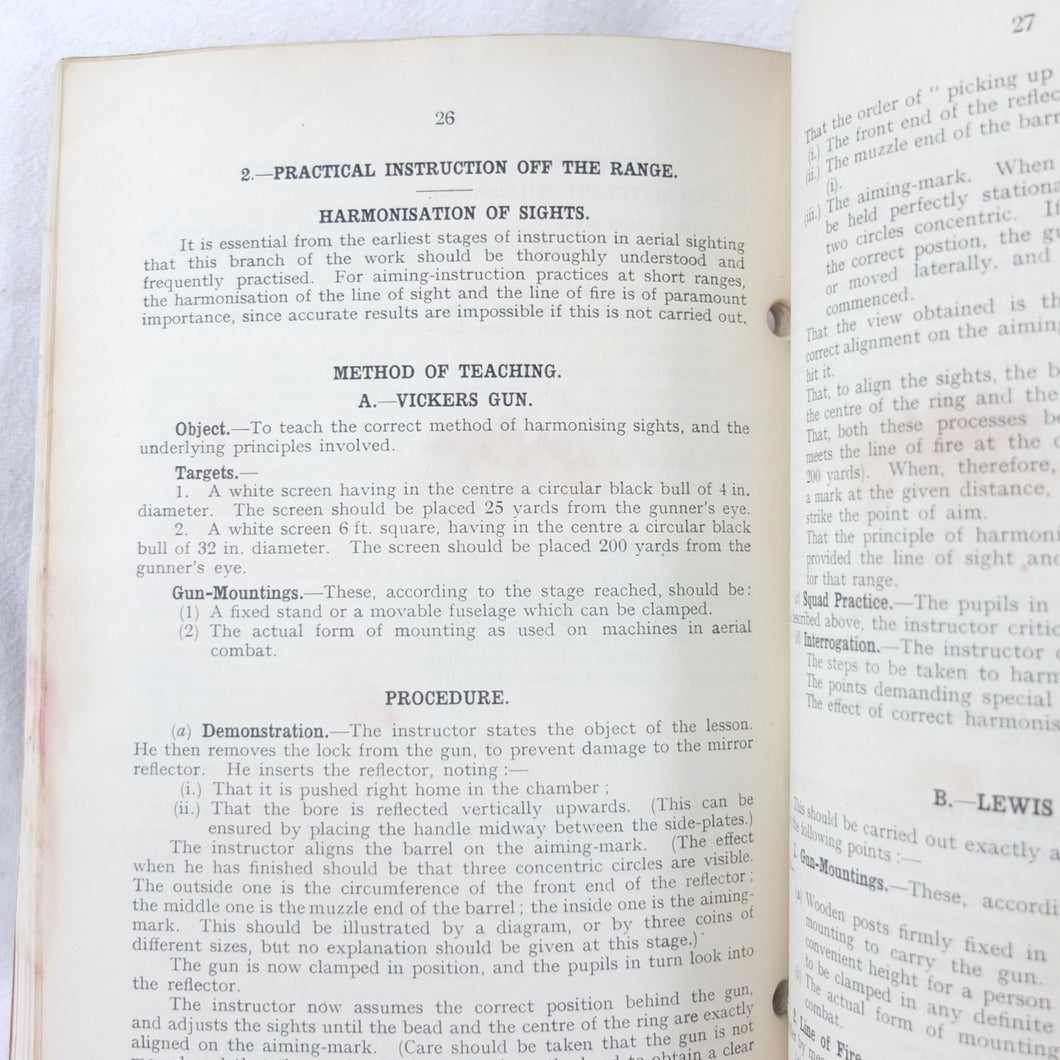 26
2.—PRACTICAL INSTRUCTION OFF THE RANGE.
HARMONISATION OF SIGHTS.
It is essential from the earliest stages of instruction in aerial sighting
that this branch of the work should be thoroughly understood and
frequently practised. For aiming-instruction practices at short ranges,
the harmonisation of the line of sight and the line of fire is of paramount
importance, since accurate results are impossible if this is not carried out.
METHOD OF TEACHING.
A.—VICKERS GUN.
Object.—To teach the correct method of harmonising sights, and the
underlying principles involved.
Targets.—
1. A white screen having in the centre a circular black bull of 4 in.
diameter. The screen should be placed 25 yards from the gunner's eye.
2. A white screen 6 ft. square, having in the centre a circular black
bull of 32 in. diameter. The screen should be placed 200 yards from the
gunner's eye.
Gun-Mountings.—These, according to the stage reached, should be:
(1) A fixed stand or a movable fuselage which can be clamped.
(2) The actual form of mounting as used on machines in aerial
combat.
PROCEDURE.
(a) Demonstration.—The instructor states the object of the lesson.
He then removes the lock from the gun, to prevent damage to the mirror
reflector. He inserts the reflector, noting :—
(i.) That it is pushed right home in the chamber ;
(ii.) That the bore is reflected vertically upwards. (This can be
ensured by placing the handle midway between the side-plates.)
The instructor aligns the barrel on the aiming-mark. (The effect
when he has finished should be that three concentric circles are visible.
The outside one is the circumference of the front end of the reflector ;
the middle one is the muzzle end of the barrel ; the inside one is the aiming-
mark. This should be illustrated by a diagram, or by three coins of
different sizes, but no explanation should be given at this stage.)
The gun is now clamped in position, and the pupils in turn look into
the reflector.
The instructor now assumes the correct position behind the gun,
and adjusts the sights until the bead and the centre of the ring are exactly
aligned on the aiming-mark. (Care should be taken that the gun is not
to obtain a clear
27
That the order of " picking up
(i.) The front end of the reflec
(ii.) The muzzle end of the barr
(i).
(iii.) The aiming-mark. When
be held perfectly stationa
two circles concentric. If
the correct postion, the gu
or moved laterally, and
commenced.
That the view obtained is th
correct alignment on the aiming
hit it.
That, to align the sights, the b
the centre of the ring and the
That, both these processes be
meets the line of fire at the
200 yards). When, therefore,
a mark at the given distance,
strike the point of aim.
That the principle of harmoni
provided the line of sight and
for that range.
Squad Practice.—The pupils in
described above, the instructor critic
Interrogation.—The instructor
The steps to be taken to harm
The points demanding special
The effect of correct harmonis
B.—LEWIS
This should be carried out exactly a
the following points :—
1. Gun-Mountings.—These, accordi
(a) Wooden posts firmly fixed in
mounting to carry the gun.
convenient height for a person
to be clamped in any definite
(b) The actual form of mounting
combat.
2. Line of Fire